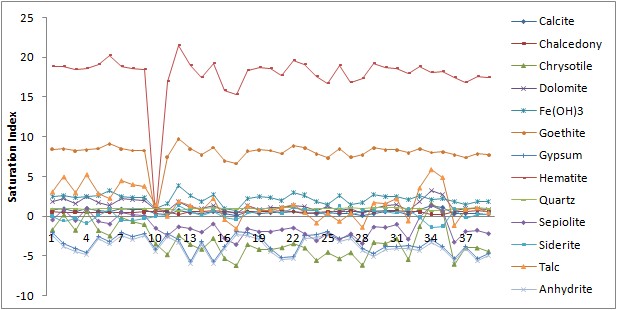 Saturation index
25
20
15
10
5
0
-5
-10
1 4 7 10 13 16 19 22 25 28 31 34 37
Calcite
Chalcedony
Chrysotile
Dolomite
Fe(OH)3
Goethite
Gypsum
Hematite
Quartz
Sepiolite
Siderite
Talc
Anhydrite